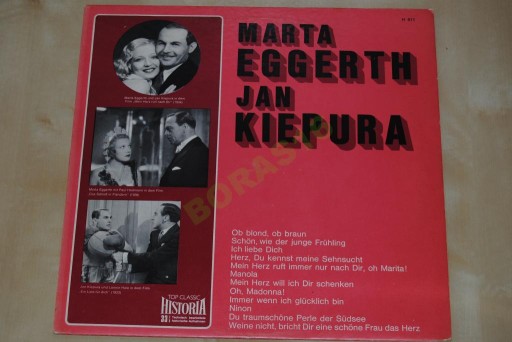 MARTA
EGGERTH
JAN
KIEPURA
BORASKA
Ob blond, ob braun
Schön, wie der junge Frühling
Ich liebe Dich
Herz, Du kennst meine Sehnsucht
Mein Herz ruft immer nur nach Dir, oh Marita!
Manola
Mein Herz will ich Dir schenken
Oh, Madonna!
Immer wenn ich glücklich bin
Ninon
Du traumschöne Perle der Südsee
Weine nicht, bricht Dir eine schöne Frau das Herz
TOP CLASSIC
HISTORIA
33